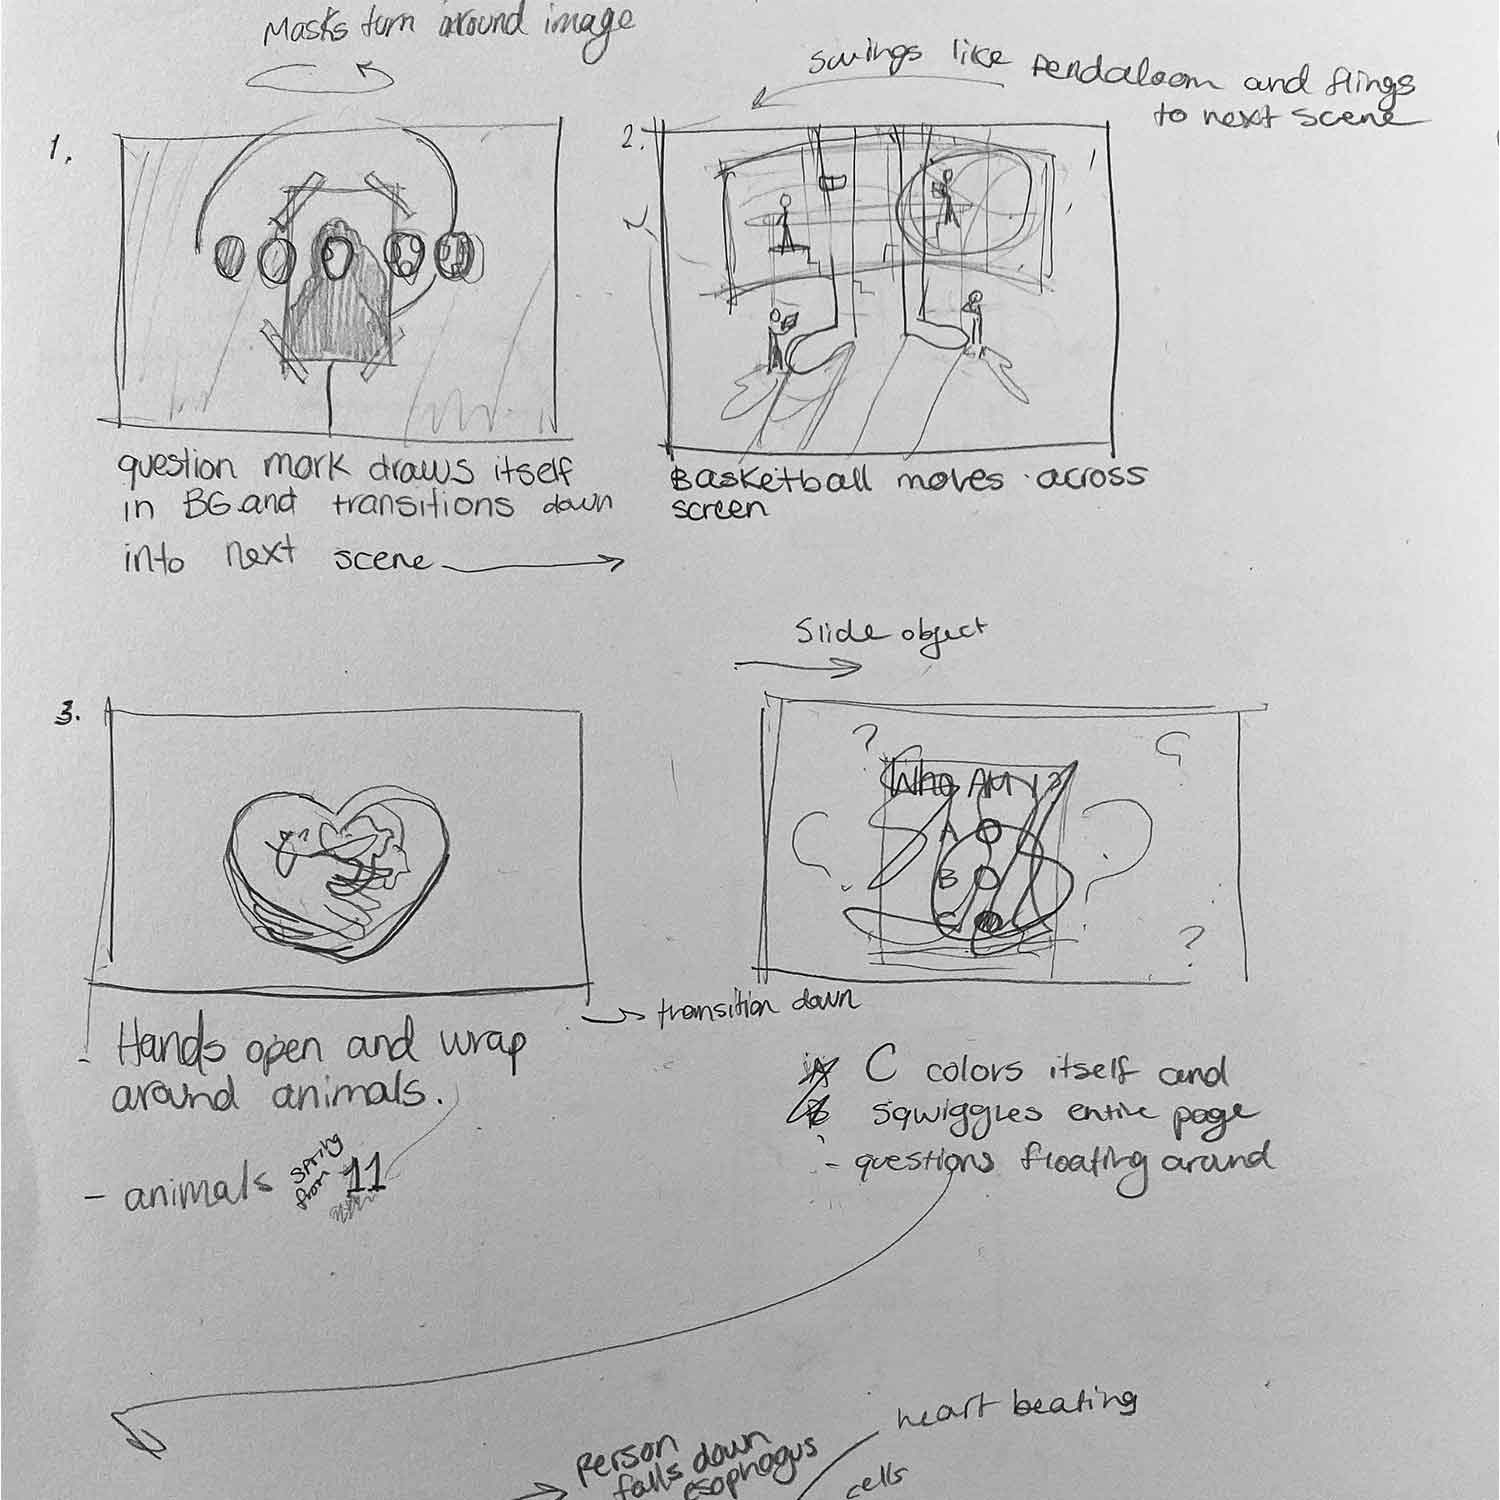 Masks turn around image
1.
question mark draws itself
in BG and transitions down
into next scene
swings like pendaloom and flings
to next scene
2.
Basketball moves across
screen
3.
- Hands open and wrap
around animals.
- animals spring from 11
transition down
Slide object
?
?
?
Who AM I?
A
B
C
A C colors itself and
B squiggles entire page
- questions floating around
person
falls down
esophagus
heart beating
cells